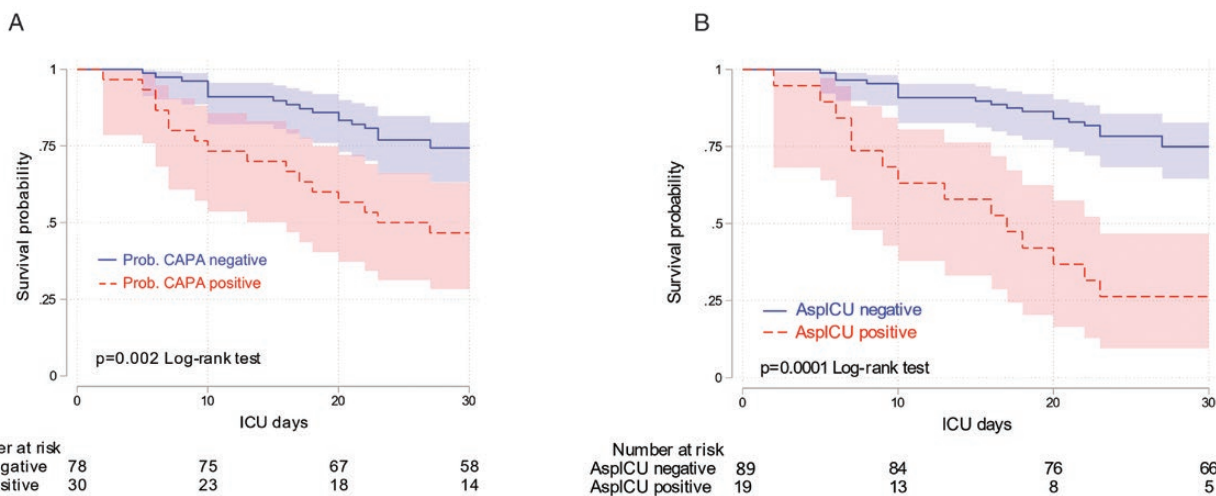 A
1
.75
.5
.25
0
Survival probability
Prob. CAPA negative
Prob. CAPA positive
p=0.002 Log-rank test
0 10 20 30
ICU days
er at risk
gative 78 75 67 58
sitive 30 23 18 14
B
1
.75
.5
.25
0
Survival probability
AspICU negative
AspICU positive
p=0.0001 Log-rank test
0 10 20 30
ICU days
Number at risk
AspICU negative 89 84 76 66
AspICU positive 19 13 8 5